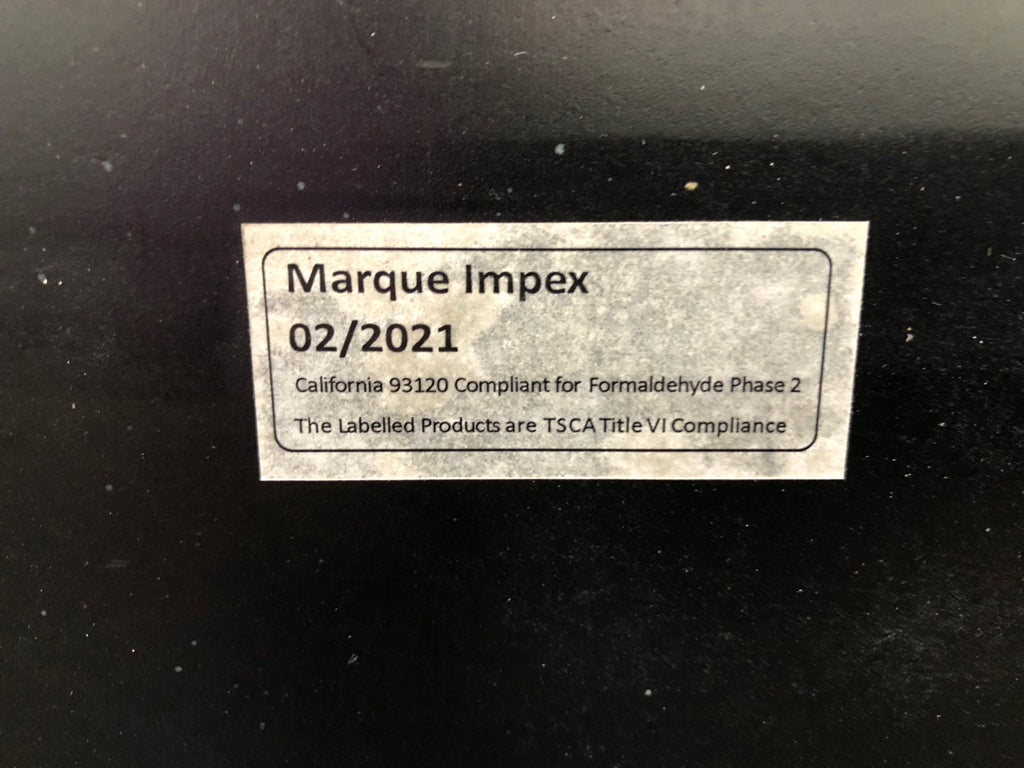 Marque Impex
02/2021
California 93120 Compliant for Formaldehyde Phase 2
The Labelled Products are TSCA Title VI Compliance